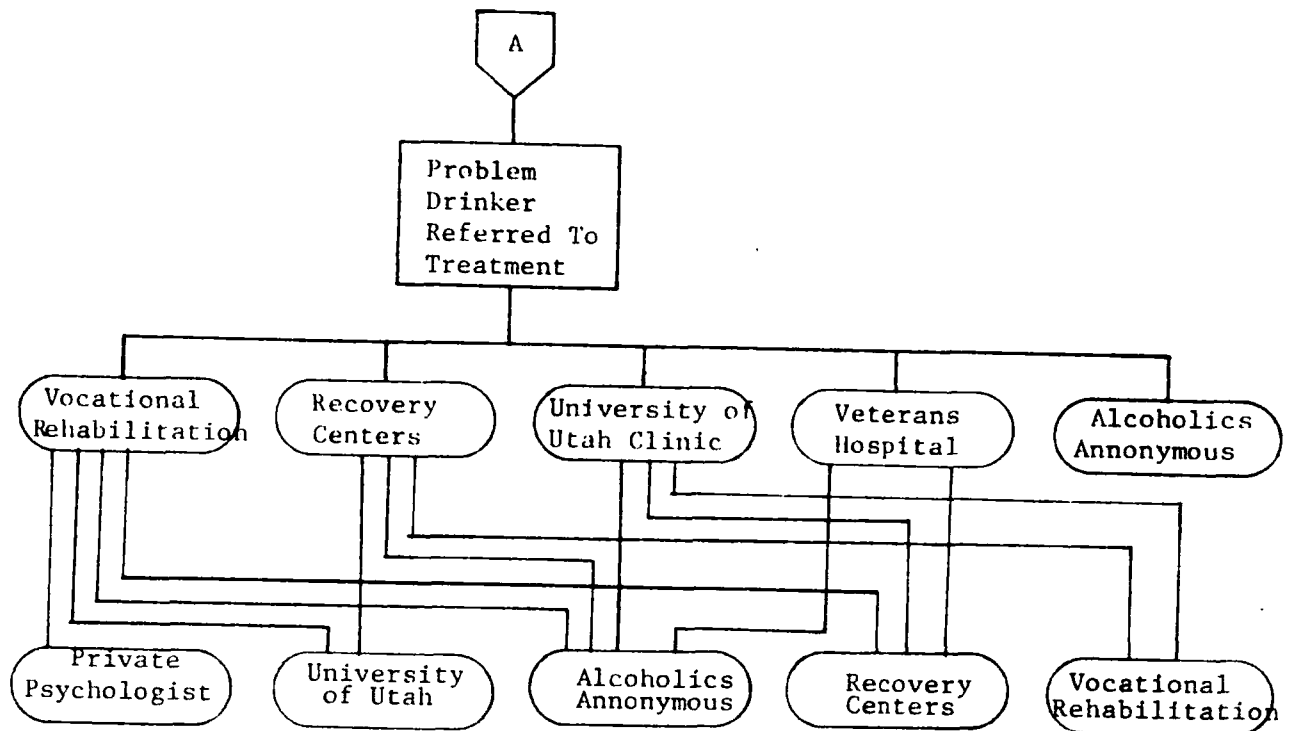 A
Problem
Drinker
Referred To
Treatment
Vocational
Rehabilitation
Recovery
Centers
University of
Utah Clinic
Veterans
Hospital
Alcoholics
Annonymous
Private
Psychologist
University
of Utah
Alcoholics
Annonymous
Recovery
Centers
Vocational
Rehabilitation